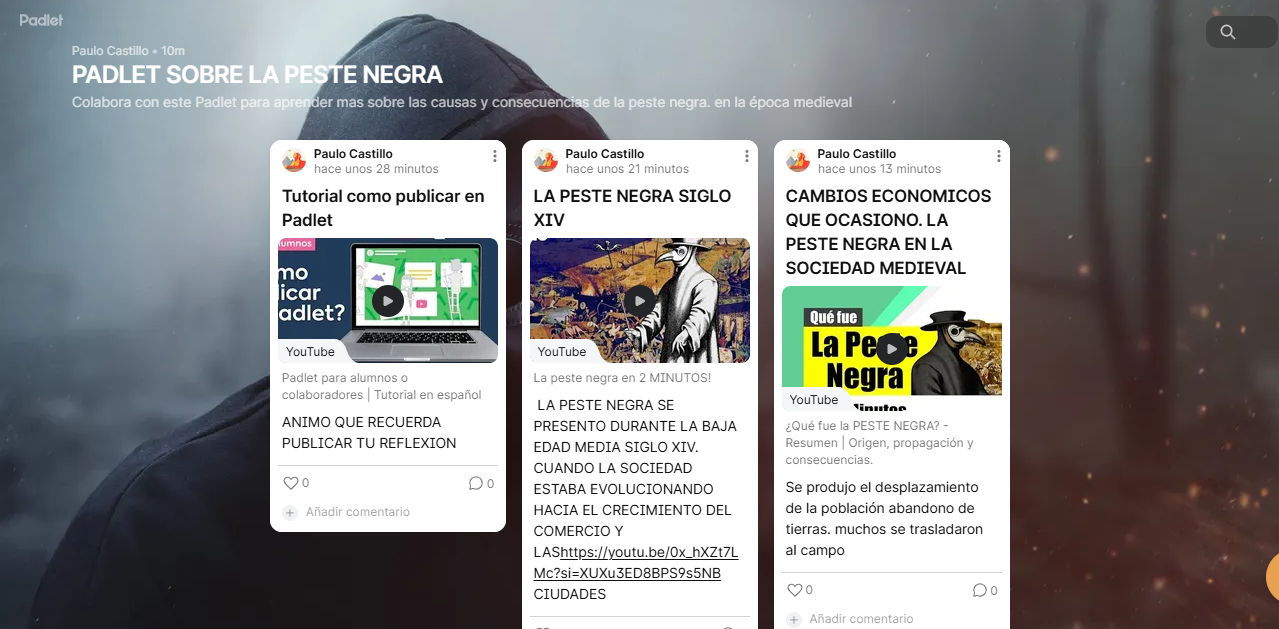 Padlet
Paulo Castillo • 10m
PADLET SOBRE LA PESTE NEGRA
Colabora con este Padlet para aprender mas sobre las causas y consecuencias de la peste negra. en la época medieval
Paulo Castillo
hace unos 28 minutos
Tutorial como publicar en
Padlet
umnos
mo
licar
adlet?
YouTube
Padlet para alumnos o
colaboradores | Tutorial en español
ANIMO QUE RECUERDA
PUBLICAR TU REFLEXION
0
0
Añadir comentario
Paulo Castillo
hace unos 21 minutos
LA PESTE NEGRA SIGLO
XIV
YouTube
La peste negra en 2 MINUTOS!
LA PESTE NEGRA SE
PRESENTO DURANTE LA BAJA
EDAD MEDIA SIGLO XIV.
CUANDO LA SOCIEDAD
ESTABA EVOLUCIONANDO
HACIA EL CRECIMIENTO DEL
COMERCIO Y
LAShttps://youtu.be/0x_hXZt7L
Mc?si=XUXu3ED8BPS9s5NB
CIUDADES
Paulo Castillo
hace unos 13 minutos
CAMBIOS ECONOMICOS
QUE OCASIONO. LA
PESTE NEGRA EN LA
SOCIEDAD MEDIEVAL
Qué fue
La Peste
Negra
Minutos
YouTube
¿Qué fue la PESTE NEGRA? -
Resumen | Origen, propagación y
consecuencias.
Se produjo el desplazamiento
de la población abandono de
tierras. muchos se trasladaron
al campo
0
0
Añadir comentario